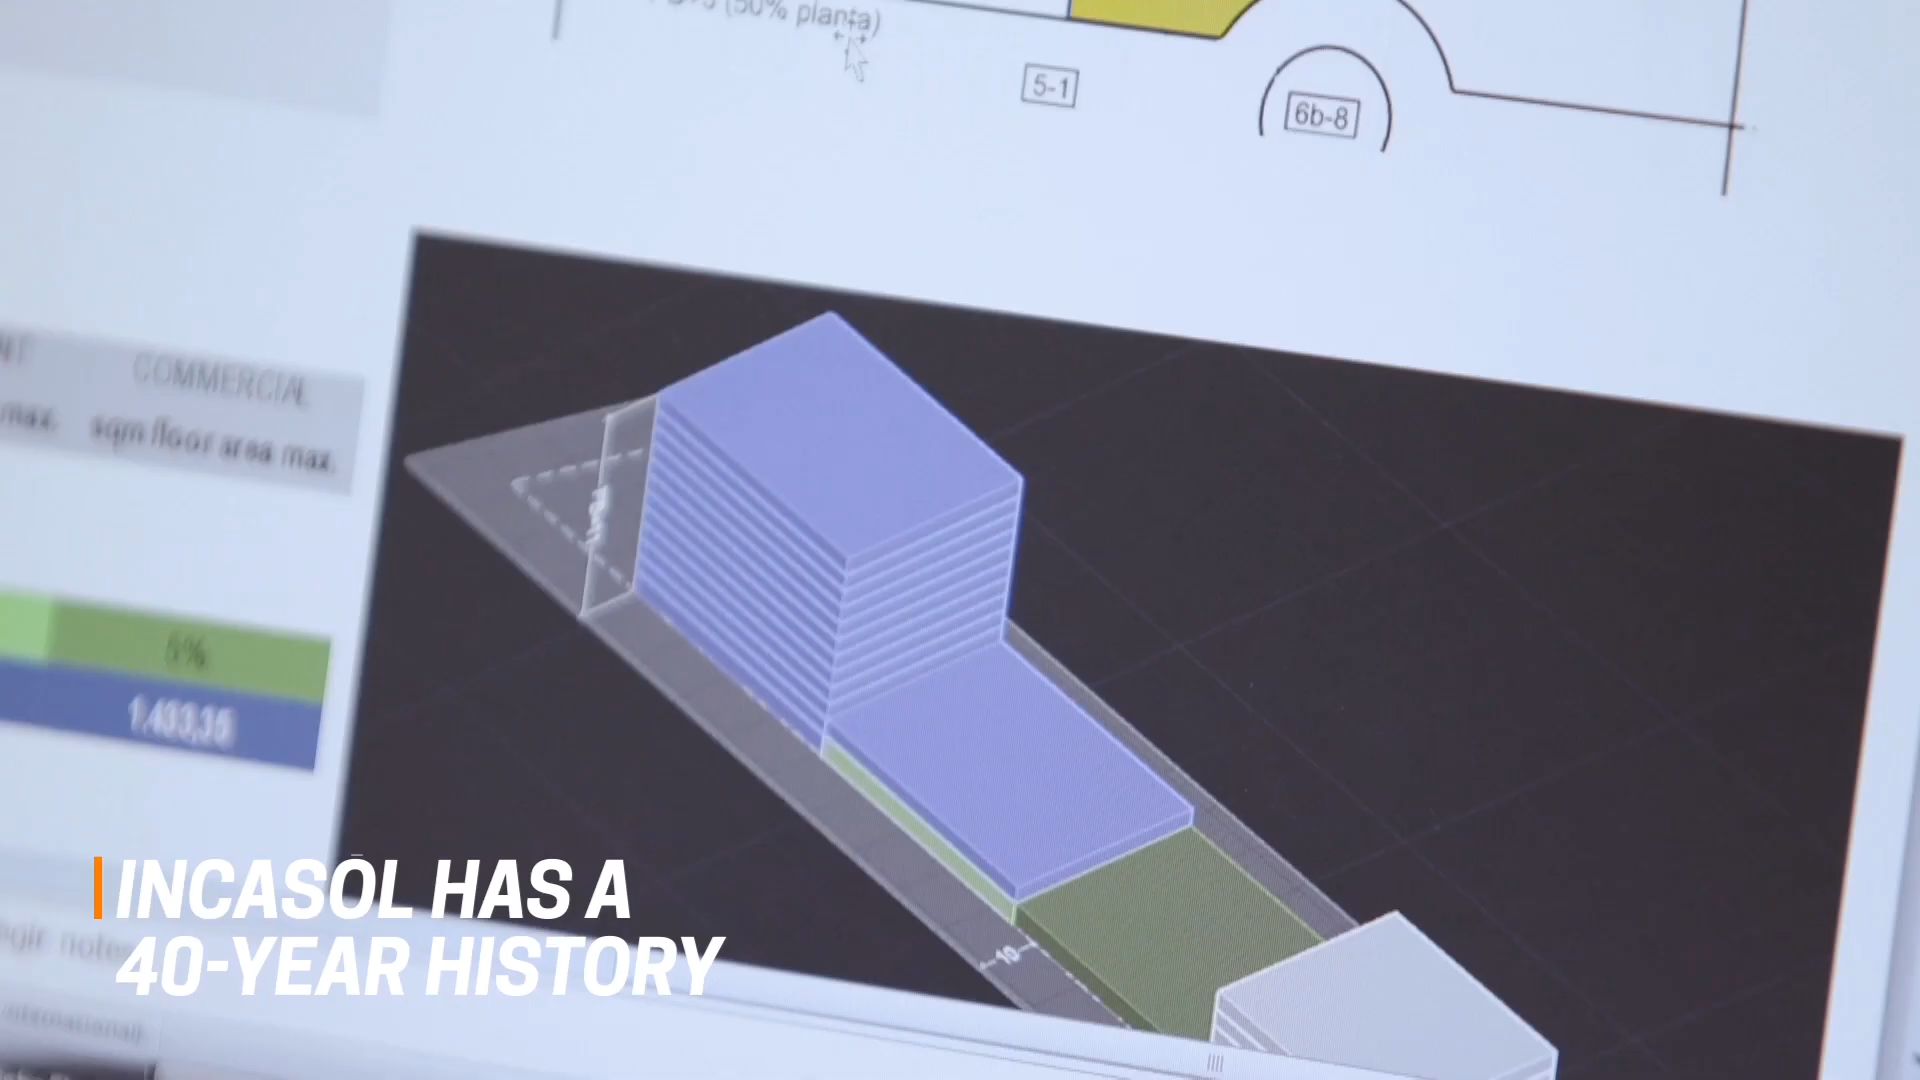 (50% planta)
5-1
6b-8
COMMERCIAL
max. sqm floor area max.
5%
1.433,35
10
INCASÒL HAS A
40-YEAR HISTORY